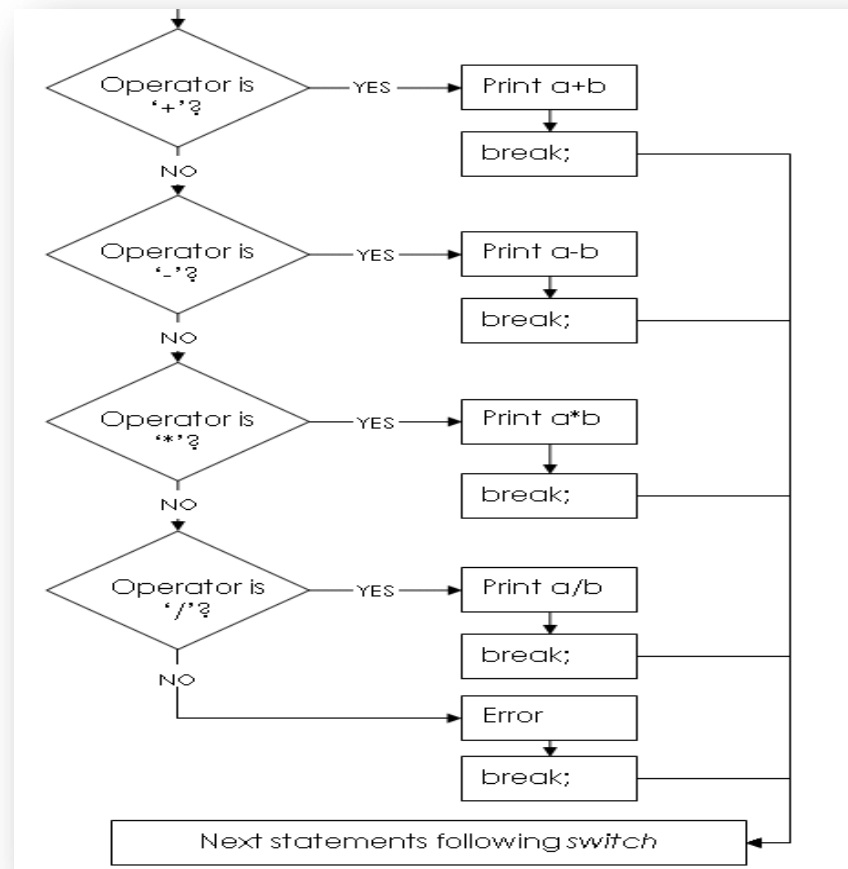 Operator is
‘+’?
YES
Print a+b
break;
NO
Operator is
‘-’?
YES
Print a-b
break;
NO
Operator is
‘*’?
YES
Print a*b
break;
NO
Operator is
‘/’?
YES
Print a/b
break;
NO
Error
break;
Next statements following switch